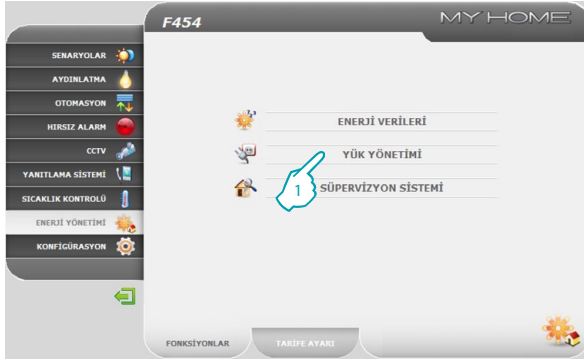 F454
MY HOME
SENARYOLAR
AYDINLATMA
OTOMASYON
HIRSIZ ALARM
CCTV
YANITLAMA SİSTEMİ
SICAKLIK KONTROLÜ
ENERJİ YÖNETİMİ
KONFİGÜRASYON
ENERJİ VERİLERİ
YÜK YÖNETİMİ
SÜPERVİZYON SİSTEMİ
1
FONKSİYONLAR
TARİFE AYARI